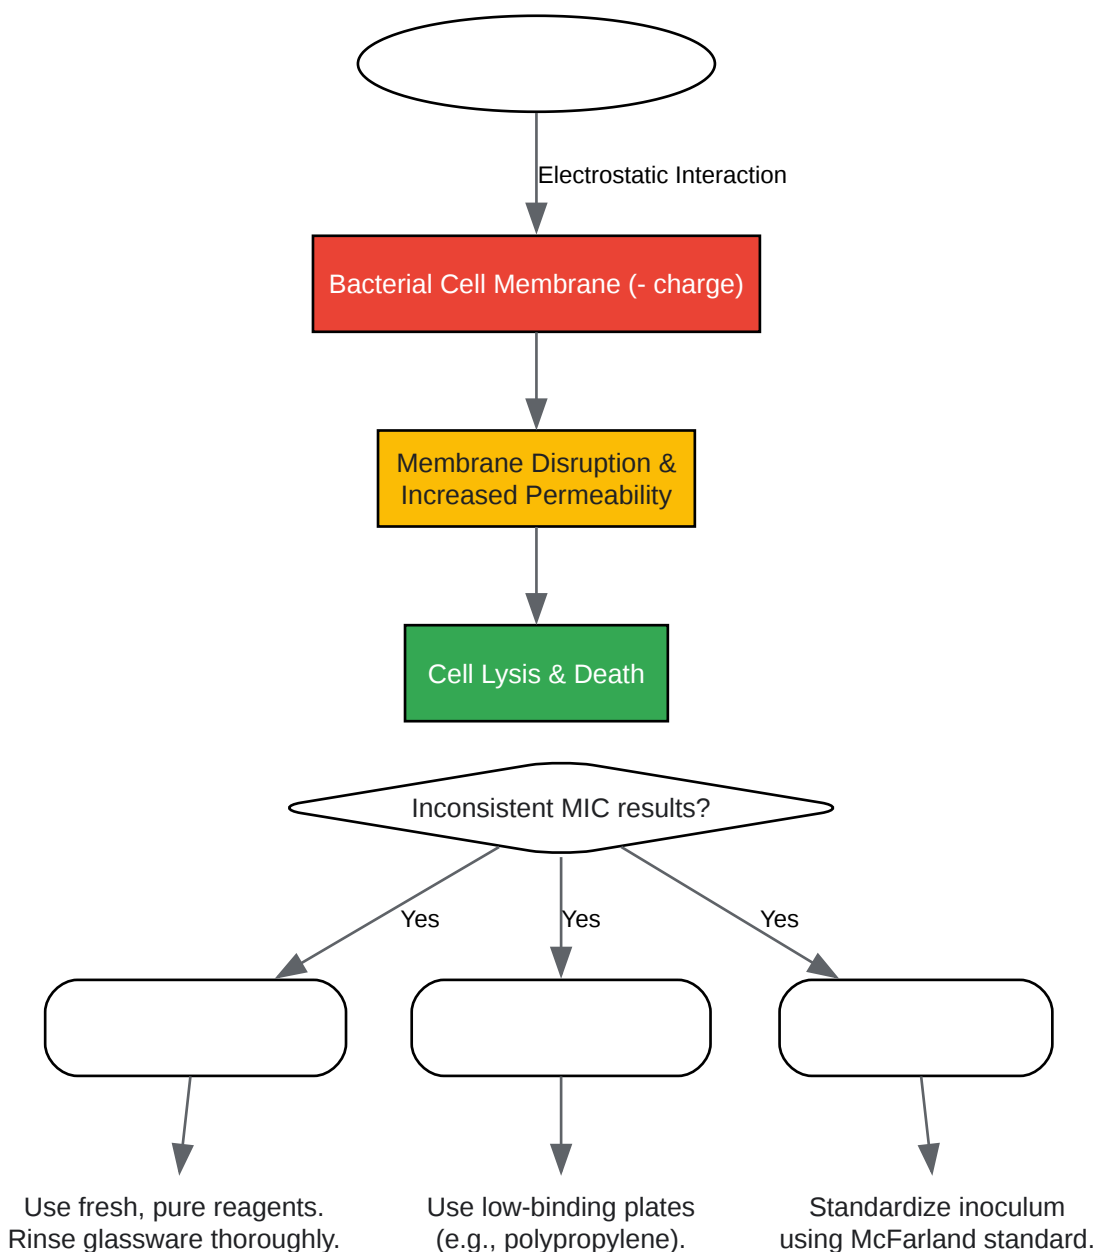 Electrostatic Interaction
Bacterial Cell Membrane (- charge)
Membrane Disruption &
Increased Permeability
Cell Lysis & Death
Inconsistent MIC results?
Yes
Yes
Yes
Use fresh, pure reagents.
Rinse glassware thoroughly.
Use low-binding plates
(e.g., polypropylene).
Standardize inoculum
using McFarland standard.